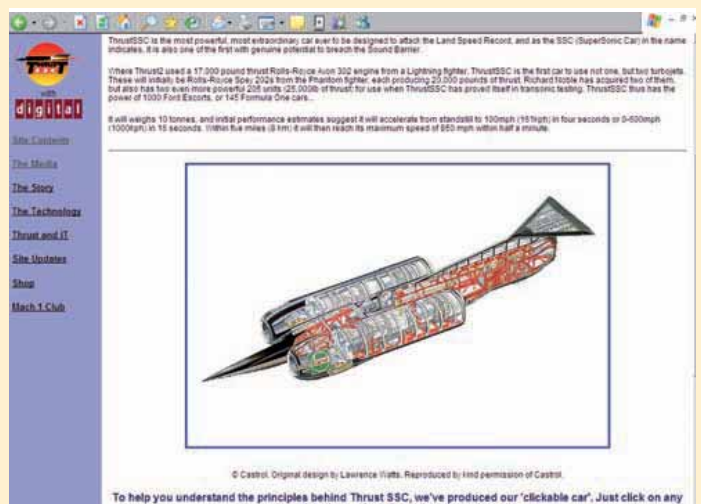 THRUST
SSC
with
digital
Site Contents
The Media
The Story
The Technology
Thrust and IT
Site Updates
Shop
Mach 1 Club
ThrustSSC is the most powerful, most extraordinary car ever to be designed to attack the Land Speed Record, and as the SSC (SuperSonic Car) in the name
indicates, it is also one of the first with genuine potential to breach the Sound Barrier.
Where Thrust2 used a 17,000 pound thrust Rolls-Royce Avon 302 engine from a Lightning fighter, ThrustSSC is the first car to use not one, but two turbojets.
These will initially be Rolls-Royce Spey 202s from the Phantom fighter, each producing 20,000 pounds of thrust. Richard Noble has acquired two of them,
but also has two even more powerful 205 units (25,000lb of thrust) for use when ThrustSSC has proved itself in transonic testing. ThrustSSC thus has the
power of 1000 Ford Escorts, or 145 Formula One cars...
It will weighs 10 tonnes, and initial performance estimates suggest it will accelerate from standstill to 100mph (161kph) in four seconds or 0-600mph
(1000kph) in 16 seconds. Within five miles (8 km) it will then reach its maximum speed of 850 mph within half a minute.
© Castrol. Original design by Lawrence Watts. Reproduced by kind permission of Castrol.
To help you understand the principles behind Thrust SSC, we've produced our 'clickable car'. Just click on any